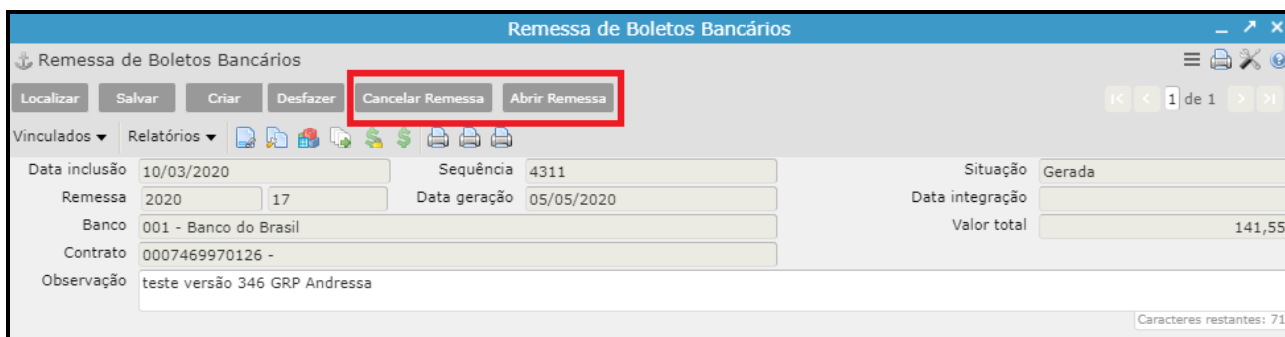 Remessa de Boletos Bancários
Remessa de Boletos Bancários
Localizar Salvar Criar Desfazer Cancelar Remessa Abrir Remessa 1 de 1
Vinculados Relatórios
Data inclusão 10/03/2020 Sequência 4311 Situação Gerada
Remessa 2020 17 Data geração 05/05/2020 Data integração
Banco 001 - Banco do Brasil Valor total 141,55
Contrato 0007469970126 -
Observação teste versão 346 GRP Andressa
Caracteres restantes: 71